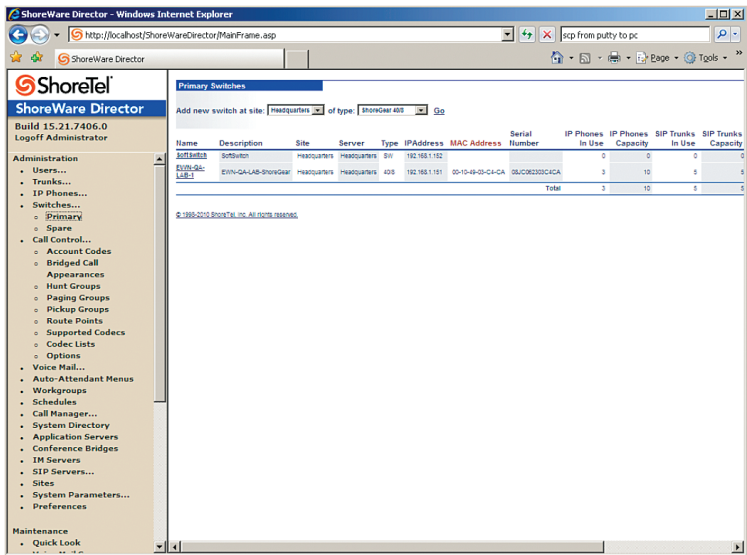 ShoreWare Director - Windows Internet Explorer
http://localhost/ShoreWareDirector/MainFrame.asp
scp from putty to pc
ShoreWare Director
Page
Tools
ShoreTel
ShoreWare Director
Build 15.21.7406.0
Logoff Administrator
Administration
Users...
Trunks...
IP Phones...
Switches...
Primary
Spare
Call Control...
Account Codes
Bridged Call
Appearances
Hunt Groups
Paging Groups
Pickup Groups
Route Points
Supported Codecs
Codec Lists
Options
Voice Mail...
Auto-Attendant Menus
Workgroups
Schedules
Call Manager...
System Directory
Application Servers
Conference Bridges
IM Servers
SIP Servers...
Sites
System Parameters...
Preferences
Maintenance
Quick Look
Primary Switches
Add new switch at site: Headquarters of type: ShoreGear 40/8 Go
Name Description Site Server Type IPAddress MAC Address Serial Number IP Phones In Use IP Phones Capacity SIP Trunks In Use SIP Trunks Capacity
SoftSwitch SoftSwitch Headquarters Headquarters SW 192.168.1.152 0 0 0 0
EWN-QA-LAB-1 EWN-QA-LAB-ShoreGear Headquarters Headquarters 40/8 192.168.1.151 00-10-49-03-C4-CA 3 10 5 5
Total 3 10 5 5
© 1998-2010 ShoreTel, Inc. All rights reserved.